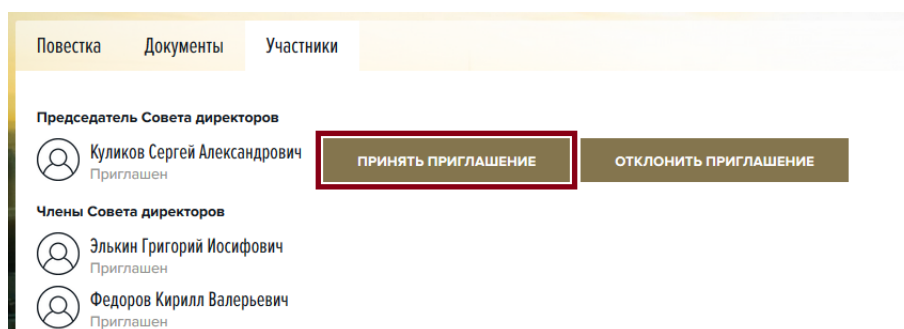 Повестка Документы Участники
Председатель Совета директоров
Куликов Сергей Александрович
Приглашен
ПРИНЯТЬ ПРИГЛАШЕНИЕ ОТКЛОНИТЬ ПРИГЛАШЕНИЕ
Члены Совета директоров
Элькин Григорий Иосифович
Приглашен
Федоров Кирилл Валерьевич
Приглашен